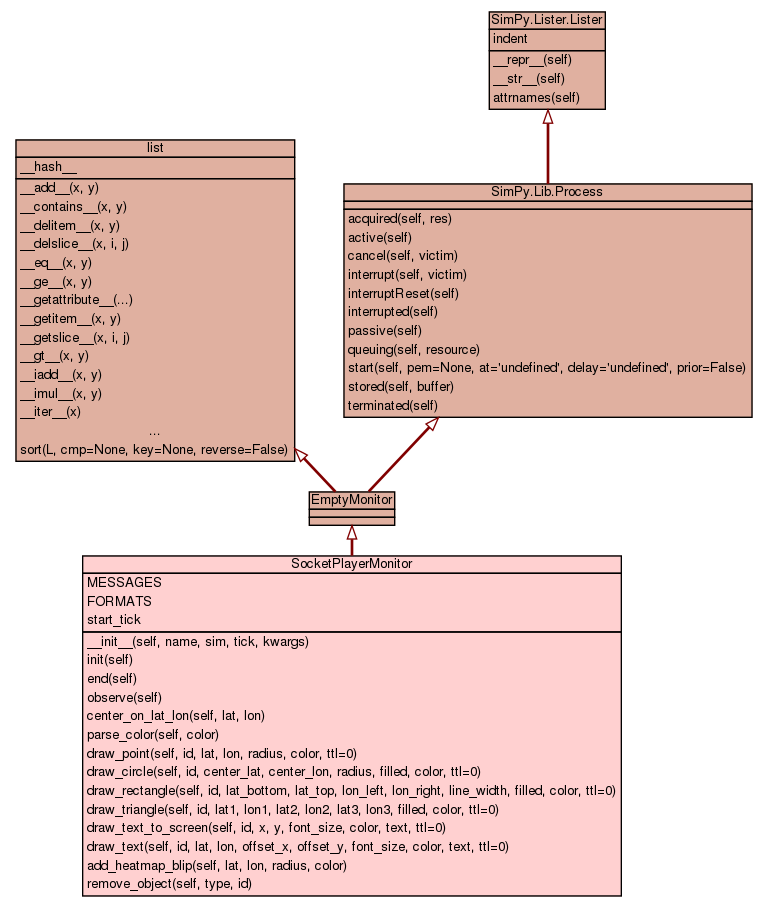 SimPy.Lister.Lister
indent
__repr__(self)
__str__(self)
attrnames(self)
list
__hash__
__add__(x, y)
__contains__(x, y)
__delitem__(x, y)
__delslice__(x, i, j)
__eq__(x, y)
__ge__(x, y)
__getattribute__(...)
__getitem__(x, y)
__getslice__(x, i, j)
__gt__(x, y)
__iadd__(x, y)
__imul__(x, y)
__iter__(x)
...
sort(L, cmp=None, key=None, reverse=False)
SimPy.Lib.Process
acquired(self, res)
active(self)
cancel(self, victim)
interrupt(self, victim)
interruptReset(self)
interrupted(self)
passive(self)
queuing(self, resource)
start(self, pem=None, at='undefined', delay='undefined', prior=False)
stored(self, buffer)
terminated(self)
EmptyMonitor
SocketPlayerMonitor
MESSAGES
FORMATS
start_tick
__init__(self, name, sim, tick, kwargs)
init(self)
end(self)
observe(self)
center_on_lat_lon(self, lat, lon)
parse_color(self, color)
draw_point(self, id, lat, lon, radius, color, ttl=0)
draw_circle(self, id, center_lat, center_lon, radius, filled, color, ttl=0)
draw_rectangle(self, id, lat_bottom, lat_top, lon_left, lon_right, line_width, filled, color, ttl=0)
draw_triangle(self, id, lat1, lon1, lat2, lon2, lat3, lon3, filled, color, ttl=0)
draw_text_to_screen(self, id, x, y, font_size, color, text, ttl=0)
draw_text(self, id, lat, lon, offset_x, offset_y, font_size, color, text, ttl=0)
add_heatmap_blip(self, lat, lon, radius, color)
remove_object(self, type, id)